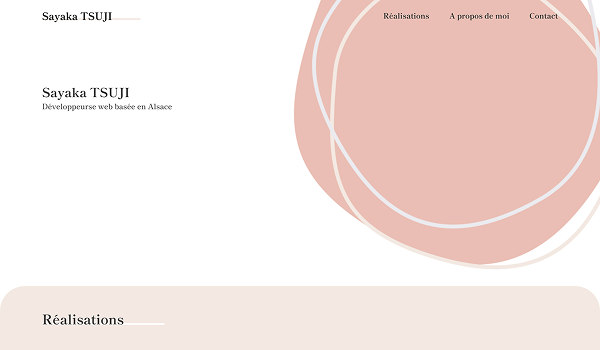 Sayaka TSUJI
Réalisations
A propos de moi
Contact
Sayaka TSUJI
Développeurse web basée en Alsace
Réalisations